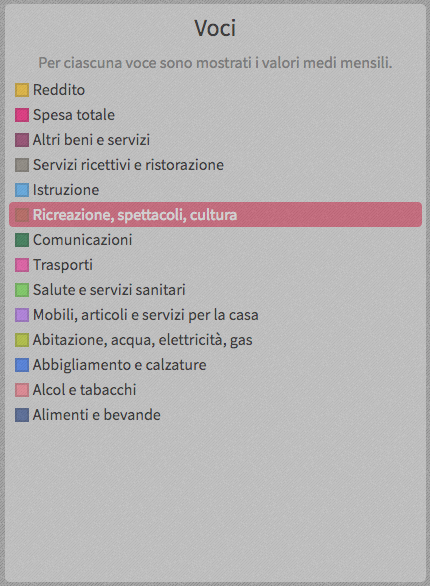 Voci
Per ciascuna voce sono mostrati i valori medi mensili.
Reddito
Spesa totale
Altri beni e servizi
Servizi ricettivi e ristorazione
Istruzione
Ricreazione, spettacoli, cultura
Comunicazioni
Trasporti
Salute e servizi sanitari
Mobili, articoli e servizi per la casa
Abitazione, acqua, elettricità, gas
Abbigliamento e calzature
Alcol e tabacchi
Alimenti e bevande